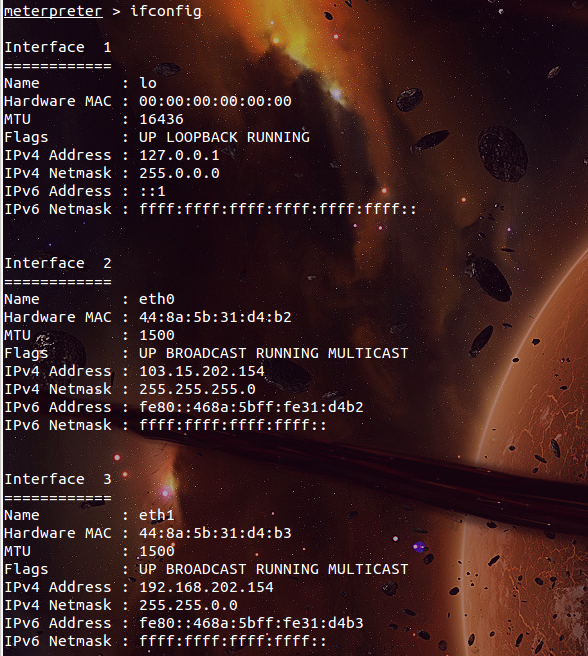 meterpreter > ifconfig
Interface  1
============
Name         : lo
Hardware MAC : 00:00:00:00:00:00
MTU          : 16436
Flags        : UP LOOPBACK RUNNING
IPv4 Address : 127.0.0.1
IPv4 Netmask : 255.0.0.0
IPv6 Address : ::1
IPv6 Netmask : ffff:ffff:ffff:ffff:ffff:ffff::
Interface  2
============
Name         : eth0
Hardware MAC : 44:8a:5b:31:d4:b2
MTU          : 1500
Flags        : UP BROADCAST RUNNING MULTICAST
IPv4 Address : 103.15.202.154
IPv4 Netmask : 255.255.255.0
IPv6 Address : fe80::468a:5bff:fe31:d4b2
IPv6 Netmask : ffff:ffff:ffff:ffff::
Interface  3
============
Name         : eth1
Hardware MAC : 44:8a:5b:31:d4:b3
MTU          : 1500
Flags        : UP BROADCAST RUNNING MULTICAST
IPv4 Address : 192.168.202.154
IPv4 Netmask : 255.255.0.0
IPv6 Address : fe80::468a:5bff:fe31:d4b3
IPv6 Netmask : ffff:ffff:ffff:ffff::